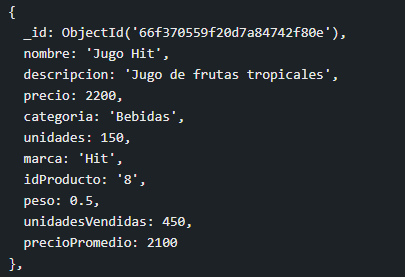 {
_id: ObjectId('66f370559f20d7a84742f80e'),
nombre: 'Jugo Hit',
descripcion: 'Jugo de frutas tropicales',
precio: 2200,
categoria: 'Bebidas',
unidades: 150,
marca: 'Hit',
idProducto: '8',
peso: 0.5,
unidadesVendidas: 450,
precioPromedio: 2100
},